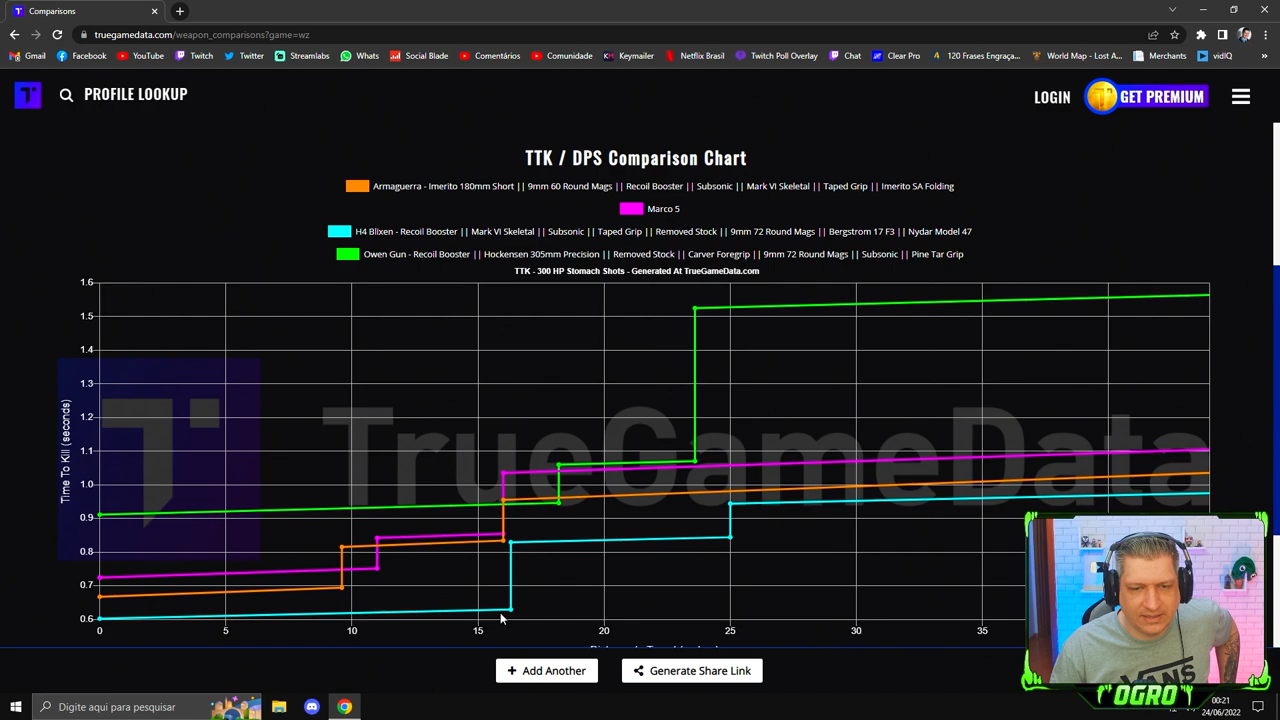 Comparisons
truegamedata.com/weapon_comparisons?game=wz
Gmail Facebook YouTube Twitch Twitter Streamlabs Whats Social Blade Comentários Comunidade Keymailer Netflix Brasil Twitch Poll Overlay Chat Clear Pro 120 Frases Engraça... World Map - Lost A... Merchants vidIQ
PROFILE LOOKUP
LOGIN
GET PREMIUM
TTK / DPS Comparison Chart
Armaguerra - Imerito 180mm Short || 9mm 60 Round Mags || Recoil Booster || Subsonic || Mark VI Skeletal || Taped Grip || Imerito SA Folding
Marco 5
H4 Blixen - Recoil Booster || Mark VI Skeletal || Subsonic || Taped Grip || Removed Stock || 9mm 72 Round Mags || Bergstrom 17 F3 || Nydar Model 47
Owen Gun - Recoil Booster || Hockensen 305mm Precision || Removed Stock || Carver Foregrip || 9mm 72 Round Mags || Subsonic || Pine Tar Grip
TTK - 300 HP Stomach Shots - Generated At TrueGameData.com
1.6
1.5
1.4
1.3
1.2
1.1
1.0
0.9
0.8
0.7
0.6
Time To Kill (seconds)
TrueGameData
0 5 10 15 20 25 30 35
Add Another
Generate Share Link
VANS
OGRO
Digite aqui para pesquisar
00:21
24/06/2022